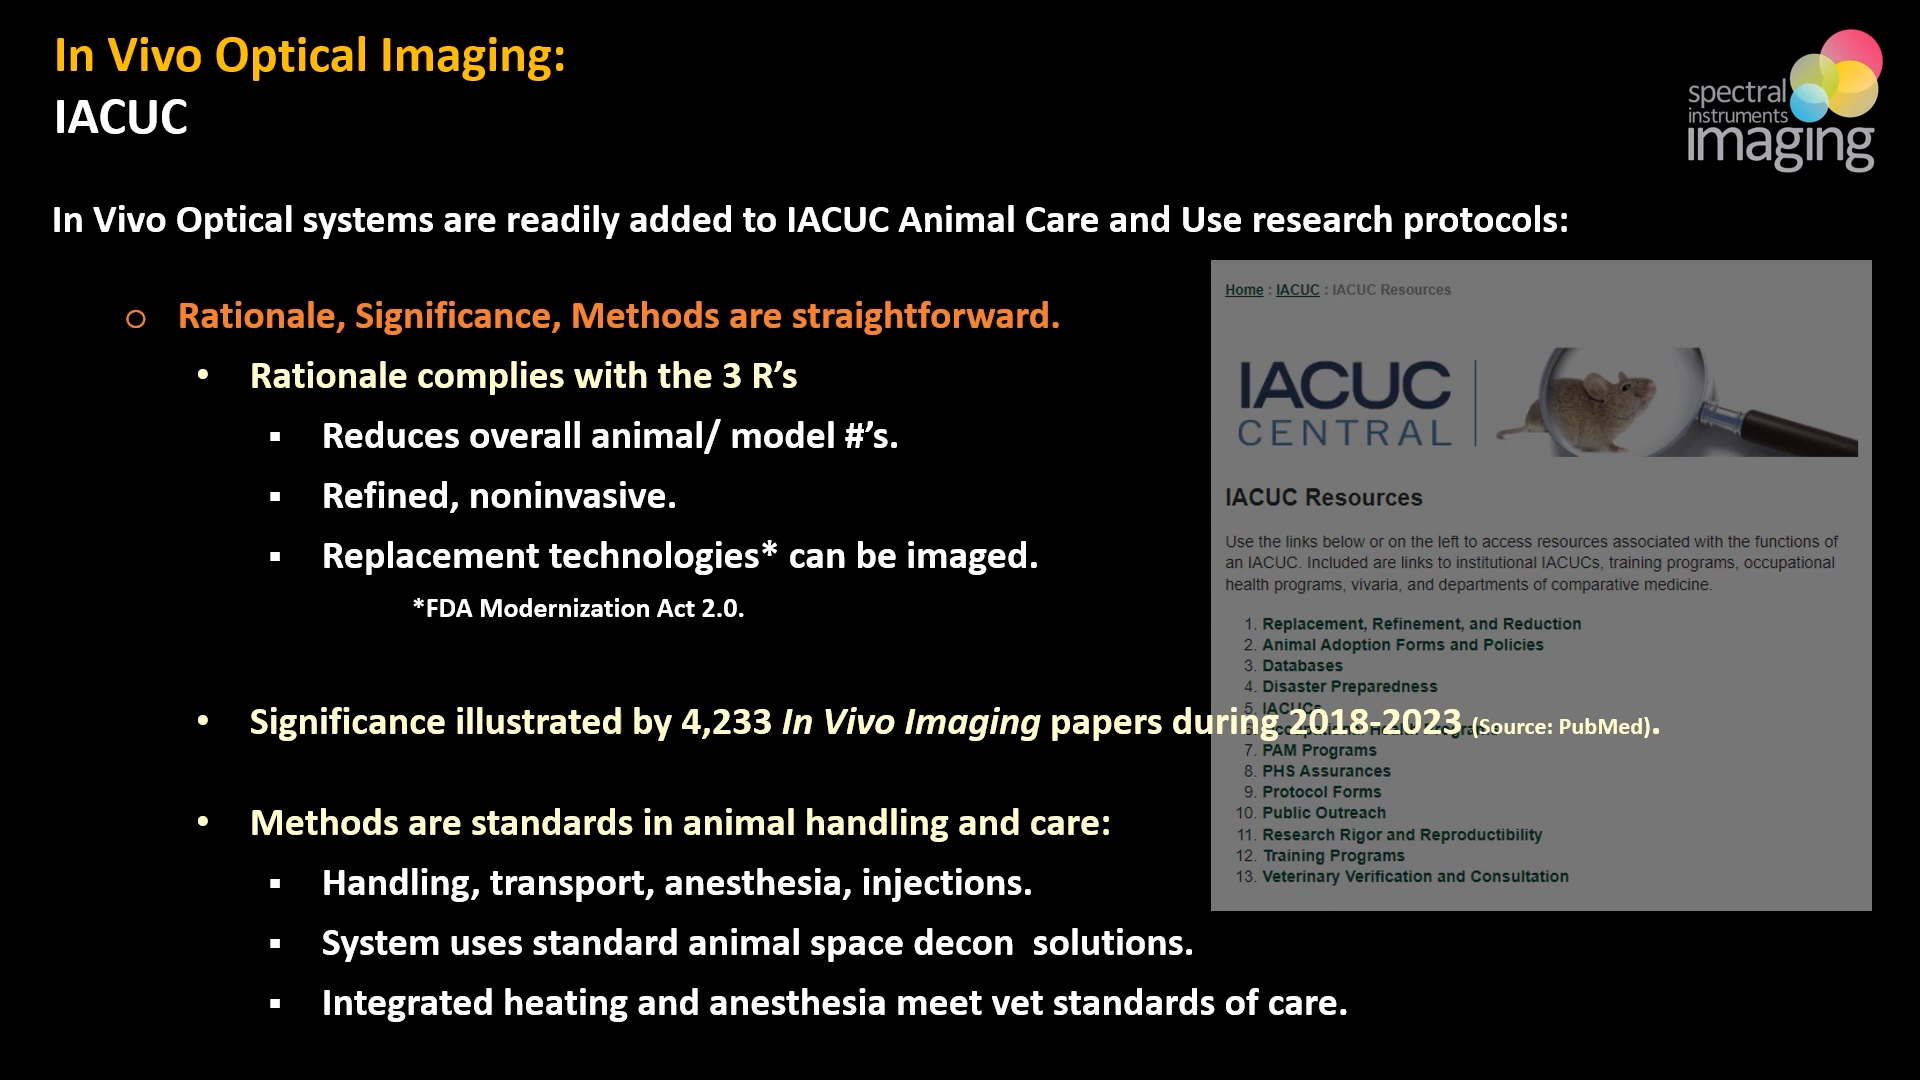 In Vivo Optical Imaging:
IACUC
spectral
instruments
imaging
In Vivo Optical systems are readily added to IACUC Animal Care and Use research protocols:
o Rationale, Significance, Methods are straightforward.
• Rationale complies with the 3 R’s
▪ Reduces overall animal/ model #’s.
▪ Refined, noninvasive.
▪ Replacement technologies* can be imaged.
*FDA Modernization Act 2.0.
• Significance illustrated by 4,233 In Vivo Imaging papers during 2018-2023 (Source: PubMed).
• Methods are standards in animal handling and care:
▪ Handling, transport, anesthesia, injections.
▪ System uses standard animal space decon solutions.
▪ Integrated heating and anesthesia meet vet standards of care.
Home : IACUC : IACUC Resources
IACUC
CENTRAL
IACUC Resources
Use the links below or on the left to access resources associated with the functions of
an IACUC. Included are links to institutional IACUCs, training programs, occupational
health programs, vivaria, and departments of comparative medicine.
1. Replacement, Refinement, and Reduction
2. Animal Adoption Forms and Policies
3. Databases
4. Disaster Preparedness
5. IACUCs
7. PAM Programs
8. PHS Assurances
9. Protocol Forms
10. Public Outreach
11. Research Rigor and Reproductibility
12. Training Programs
13. Veterinary Verification and Consultation